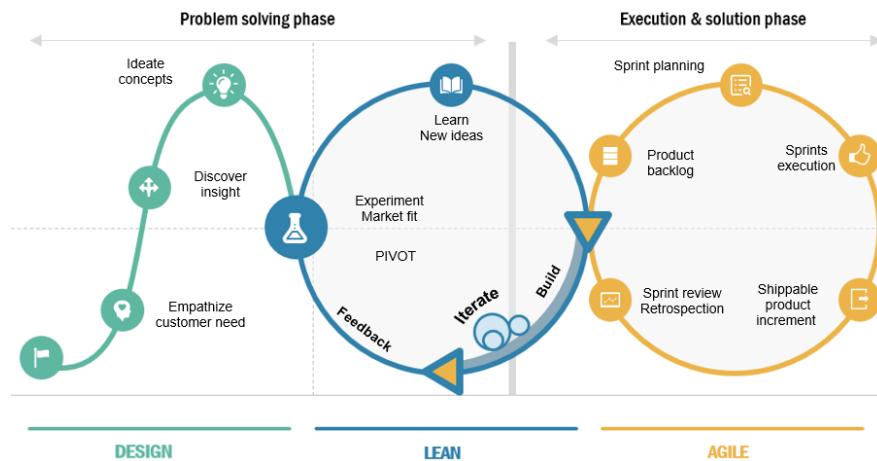 Problem solving phase
Execution & solution phase
Ideate
concepts
Discover
insight
Empathize
customer need
Learn
New ideas
Experiment
Market fit
PIVOT
Feedback
Iterate
Build
Sprint planning
Product
backlog
Sprints
execution
Sprint review
Retrospection
Shippable
product
increment
DESIGN
LEAN
AGILE